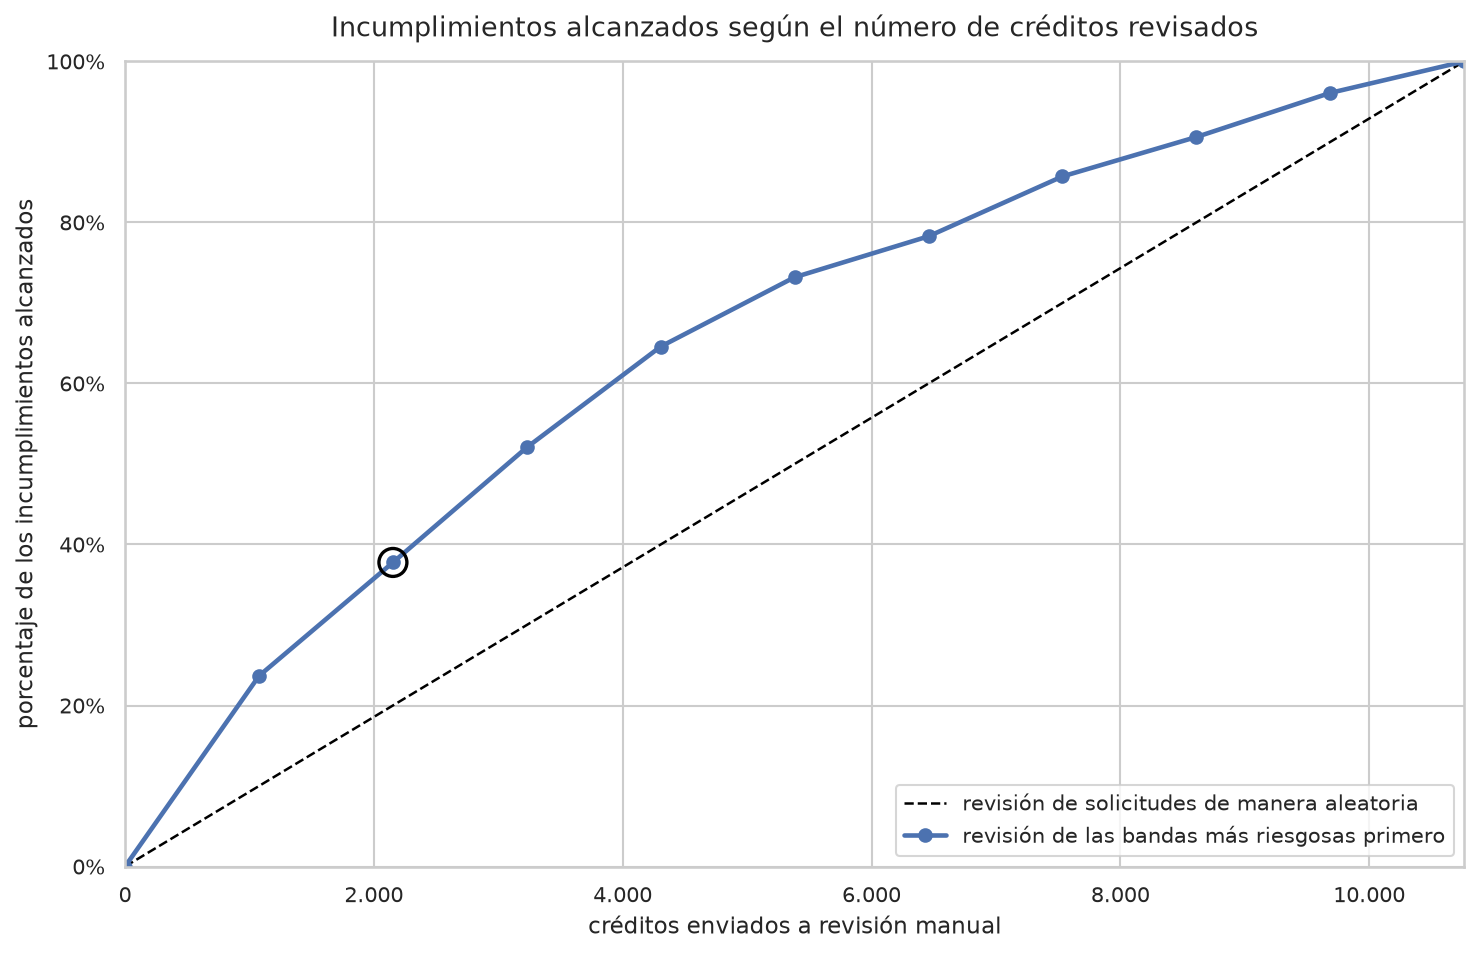 Incumplimientos alcanzados según el número de créditos revisados
porcentaje de los incumplimientos alcanzados
100%
80%
60%
40%
20%
0%
0
2.000
4.000
6.000
8.000
10.000
créditos enviados a revisión manual
revisión de solicitudes de manera aleatoria
revisión de las bandas más riesgosas primero